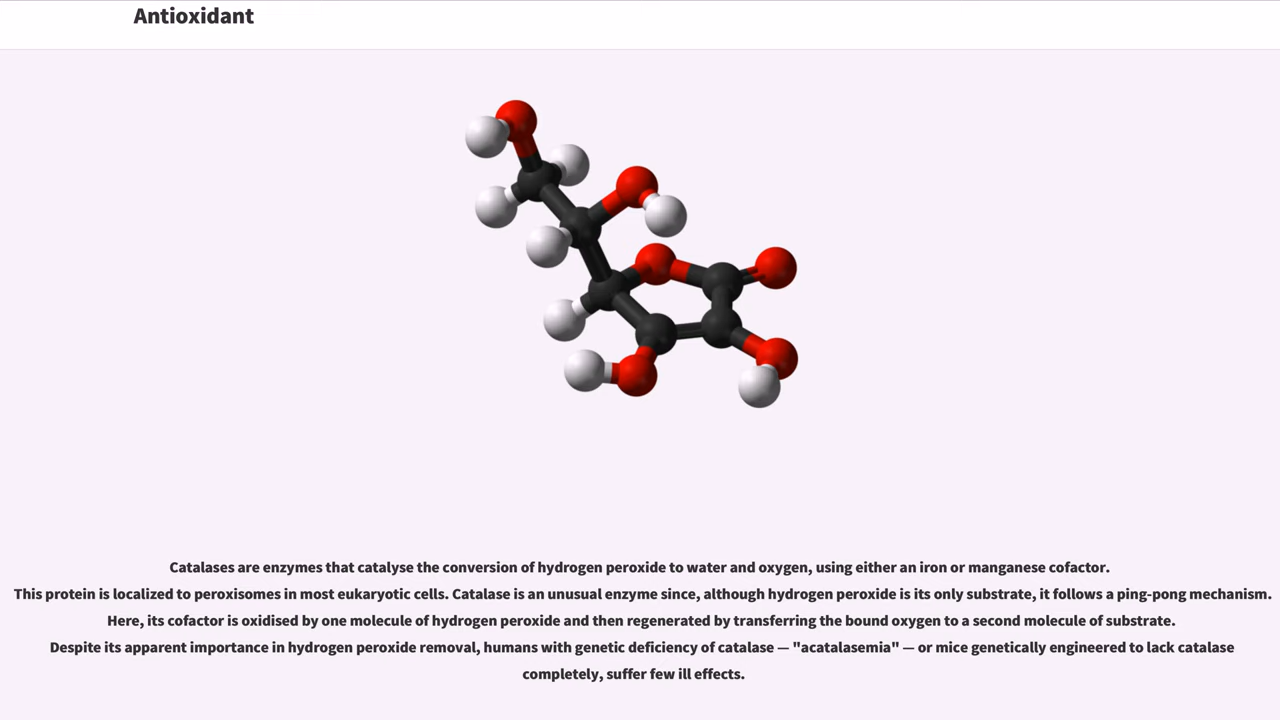 Antioxidant
Catalases are enzymes that catalyse the conversion of hydrogen peroxide to water and oxygen, using either an iron or manganese cofactor.
This protein is localized to peroxisomes in most eukaryotic cells. Catalase is an unusual enzyme since, although hydrogen peroxide is its only substrate, it follows a ping-pong mechanism.
Here, its cofactor is oxidised by one molecule of hydrogen peroxide and then regenerated by transferring the bound oxygen to a second molecule of substrate.
Despite its apparent importance in hydrogen peroxide removal, humans with genetic deficiency of catalase — "acatalasemia" — or mice genetically engineered to lack catalase
completely, suffer few ill effects.